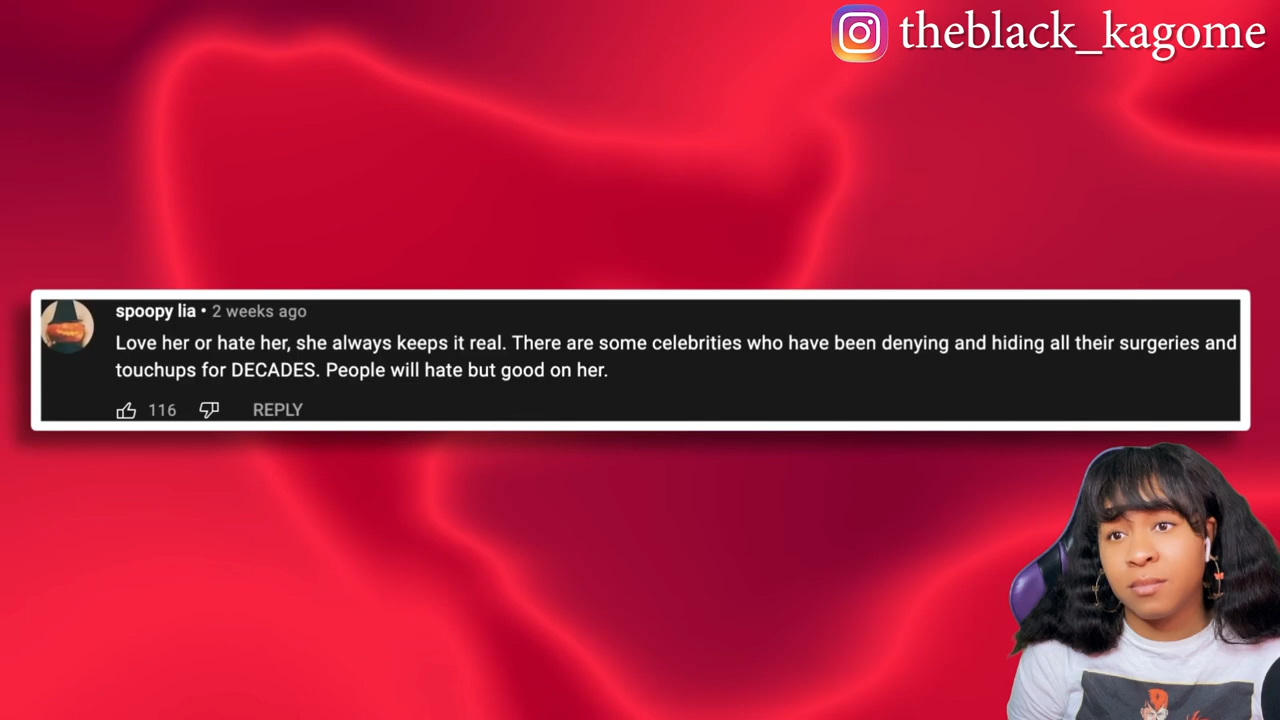 theblack_kagome
spoopy lia • 2 weeks ago
Love her or hate her, she always keeps it real. There are some celebrities who have been denying and hiding all their surgeries and
touchups for DECADES. People will hate but good on her.
116 REPLY